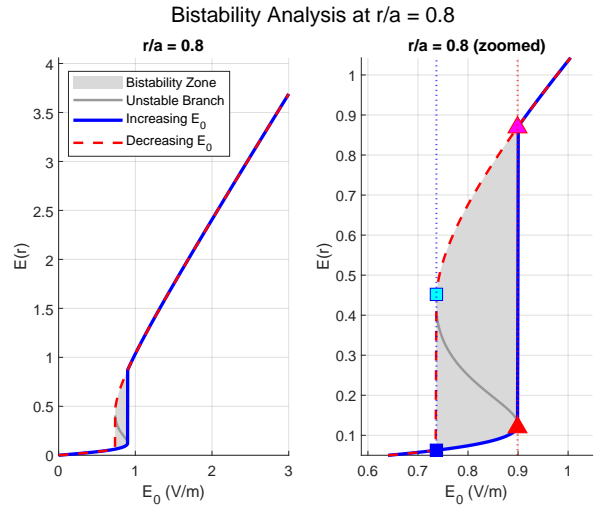 Bistability Analysis at r/a = 0.8
r/a = 0.8
E(r)
4
3.5
3
2.5
2
1.5
1
0.5
0
0
1
2
3
E0 (V/m)
Bistability Zone
Unstable Branch
Increasing E0
Decreasing E0
r/a = 0.8 (zoomed)
E(r)
1
0.9
0.8
0.7
0.6
0.5
0.4
0.3
0.2
0.1
0.6
0.7
0.8
0.9
1
E0 (V/m)